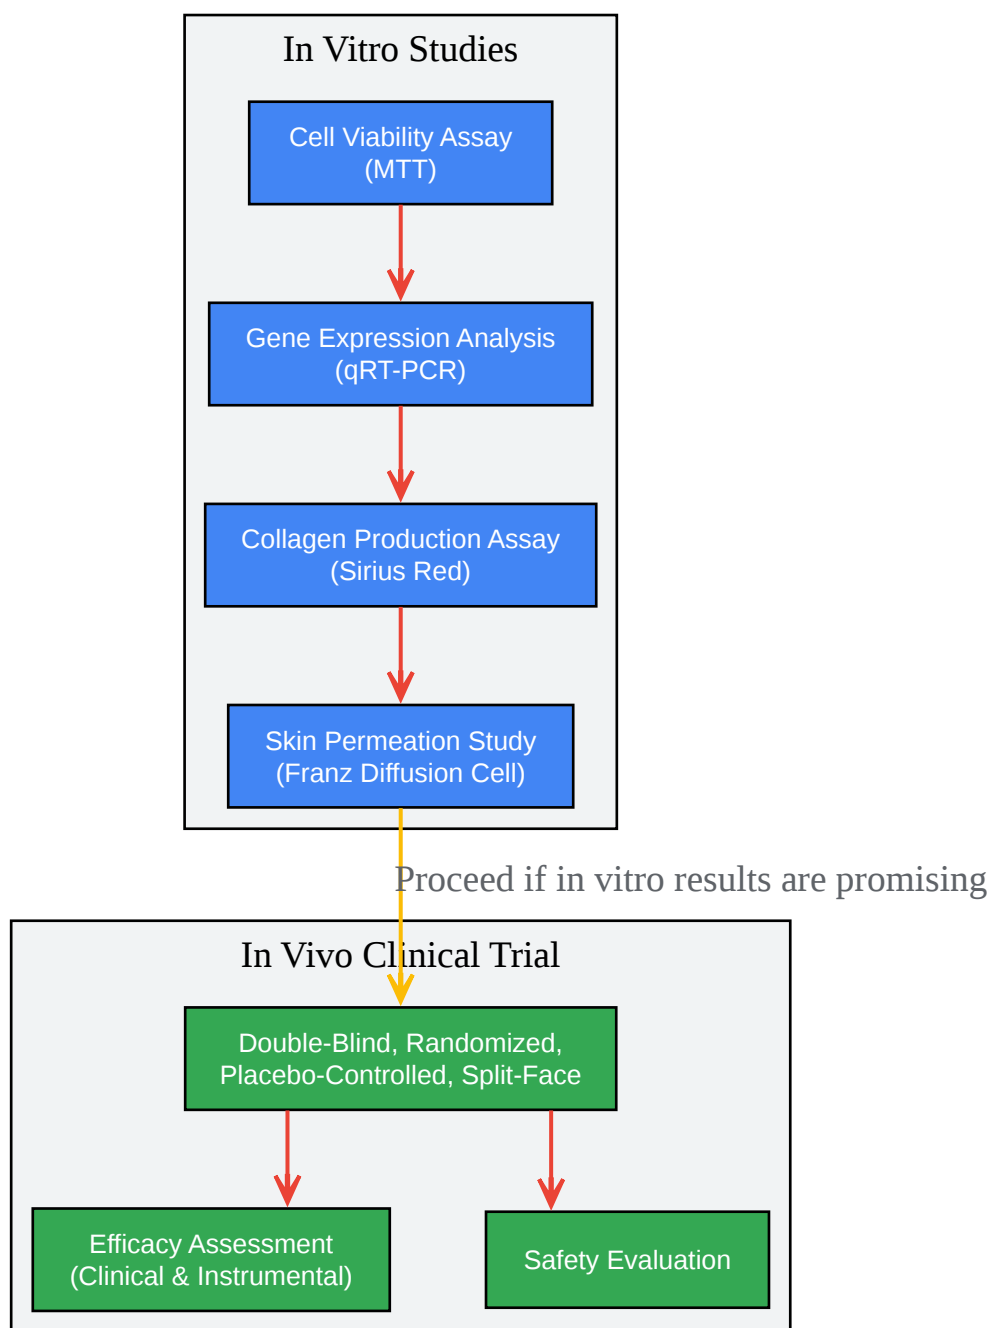 In Vitro Studies
Cell Viability Assay
(MTT)
Gene Expression Analysis
(qRT-PCR)
Collagen Production Assay
(Sirius Red)
Skin Permeation Study
(Franz Diffusion Cell)
Proceed if in vitro results are promising
In Vivo Clinical Trial
Double-Blind, Randomized,
Placebo-Controlled, Split-Face
Efficacy Assessment
(Clinical & Instrumental)
Safety Evaluation